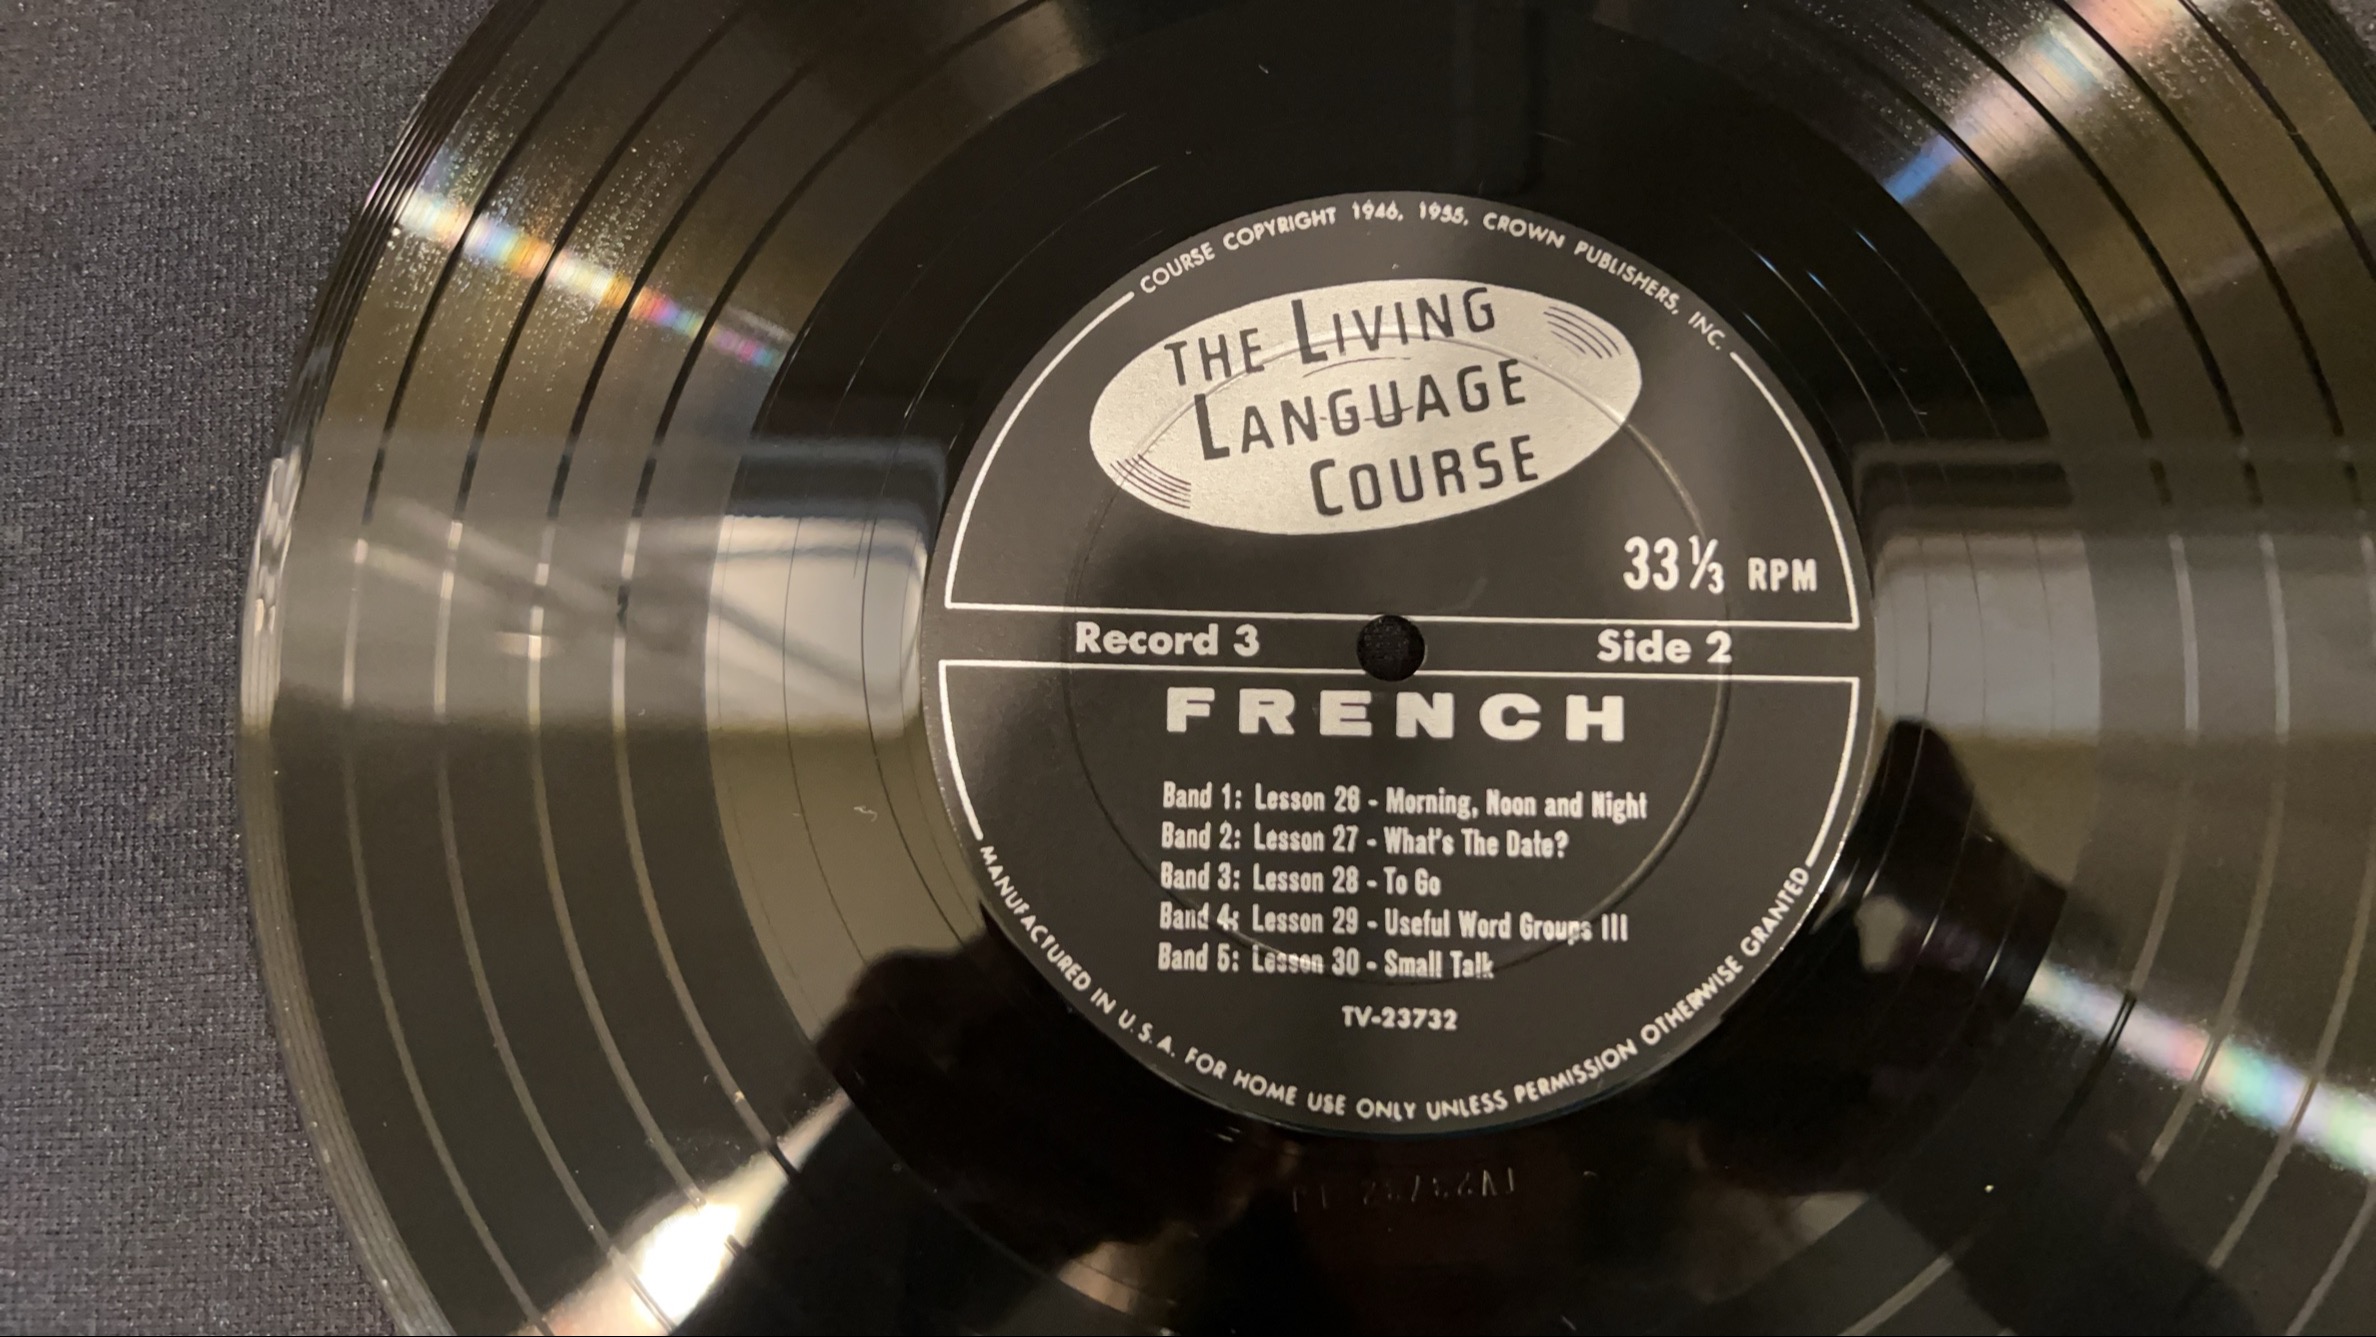 COURSE COPYRIGHT 1946, 1955, CROWN PUBLISHERS, INC.
THE LIVING
LANGUAGE
COURSE
33⅓ RPM
Record 3 Side 2
FRENCH
Band 1: Lesson 26 - Morning, Noon and Night
Band 2: Lesson 27 - What's The Date?
Band 3: Lesson 28 - To Go
Band 4: Lesson 29 - Useful Word Groups III
Band 5: Lesson 30 - Small Talk
TV-23732
MANUFACTURED IN U.S.A. FOR HOME USE ONLY UNLESS PERMISSION OTHERWISE GRANTED